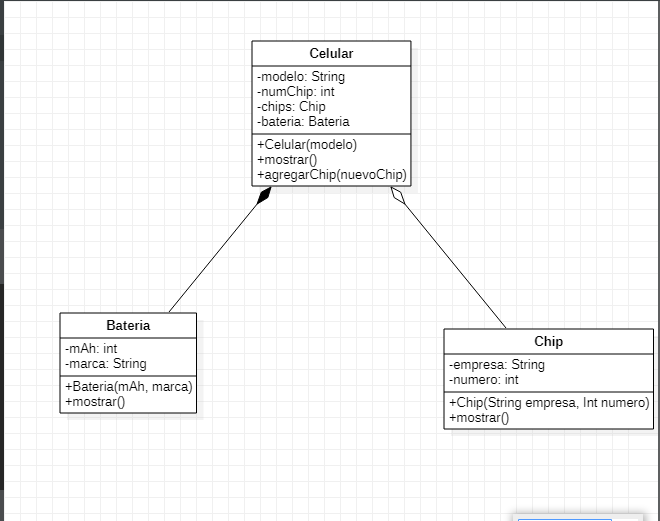 Celular
-modelo: String
-numChip: int
-chips: Chip
-bateria: Bateria
+Celular(modelo)
+mostrar()
+agregarChip(nuevoChip)
Bateria
-mAh: int
-marca: String
+Bateria(mAh, marca)
+mostrar()
Chip
-empresa: String
-numero: int
+Chip(String empresa, Int numero)
+mostrar()